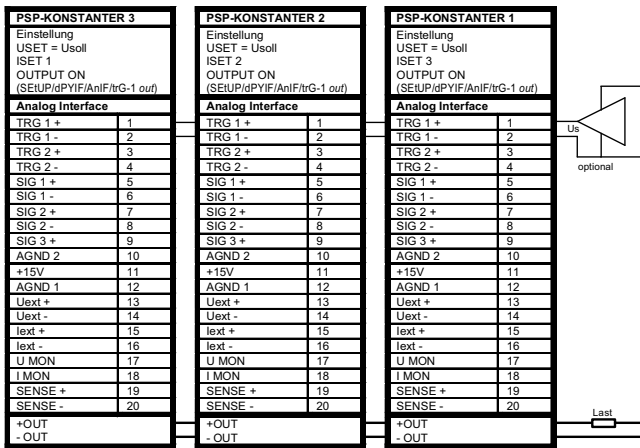 PSP-KONSTANTER 3
Einstellung
USET = Usoll
ISET 1
OUTPUT ON
(SEtUP/dPYIF/AnIF/trG-1 out)
Analog Interface
TRG 1 + 1
TRG 1 - 2
TRG 2 + 3
TRG 2 - 4
SIG 1 + 5
SIG 1 - 6
SIG 2 + 7
SIG 2 - 8
SIG 3 + 9
AGND 2 10
+15V 11
AGND 1 12
Uext + 13
Uext - 14
Iext + 15
Iext - 16
U MON 17
I MON 18
SENSE + 19
SENSE - 20
+OUT
- OUT
PSP-KONSTANTER 2
Einstellung
USET = Usoll
ISET 2
OUTPUT ON
(SEtUP/dPYIF/AnIF/trG-1 out)
Analog Interface
TRG 1 + 1
TRG 1 - 2
TRG 2 + 3
TRG 2 - 4
SIG 1 + 5
SIG 1 - 6
SIG 2 + 7
SIG 2 - 8
SIG 3 + 9
AGND 2 10
+15V 11
AGND 1 12
Uext + 13
Uext - 14
Iext + 15
Iext - 16
U MON 17
I MON 18
SENSE + 19
SENSE - 20
+OUT
- OUT
PSP-KONSTANTER 1
Einstellung
USET = Usoll
ISET 3
OUTPUT ON
(SEtUP/dPYIF/AnIF/trG-1 out)
Analog Interface
TRG 1 + 1
TRG 1 - 2
TRG 2 + 3
TRG 2 - 4
SIG 1 + 5
SIG 1 - 6
SIG 2 + 7
SIG 2 - 8
SIG 3 + 9
AGND 2 10
+15V 11
AGND 1 12
Uext + 13
Uext - 14
Iext + 15
Iext - 16
U MON 17
I MON 18
SENSE + 19
SENSE - 20
+OUT
- OUT
Us
optional
Last